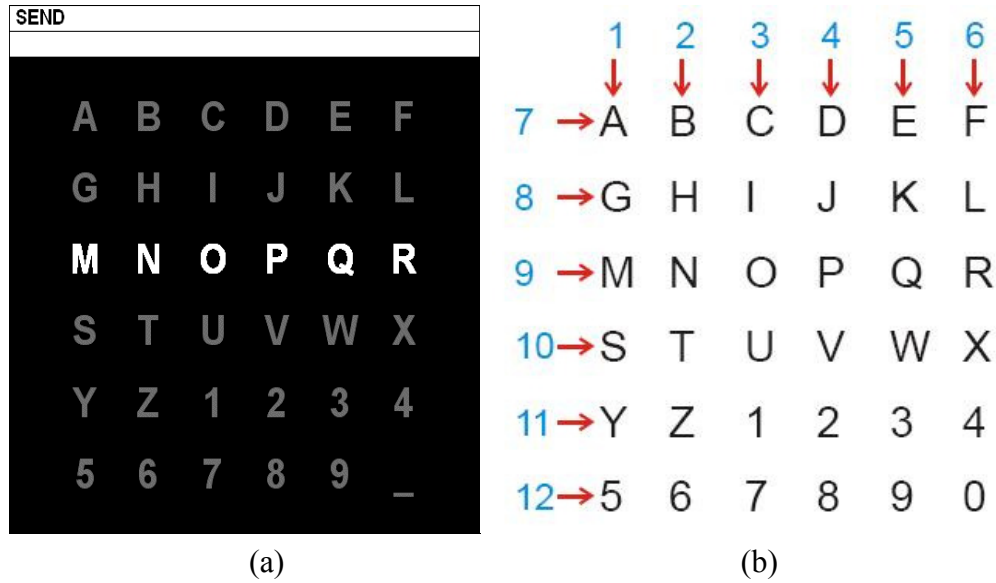 SEND
A B C D E F
G H I J K L
M N O P Q R
S T U V W X
Y Z 1 2 3 4
5 6 7 8 9 _
(a)
1 2 3 4 5 6
7 A B C D E F
8 G H I J K L
9 M N O P Q R
10 S T U V W X
11 Y Z 1 2 3 4
12 5 6 7 8 9 0
(b)